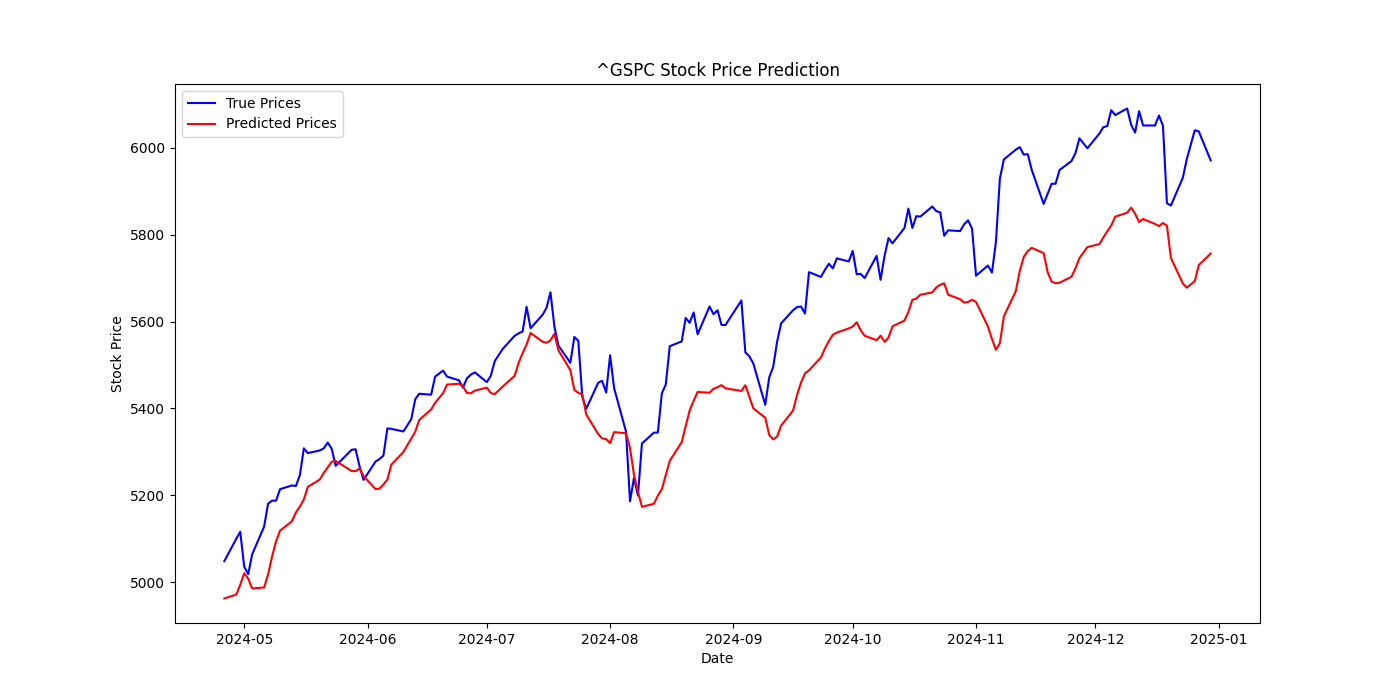 ^GSPC Stock Price Prediction
True Prices
Predicted Prices
6000
5800
5600
5400
5200
5000
Stock Price
2024-05 2024-06 2024-07 2024-08 2024-09 2024-10 2024-11 2024-12 2025-01
Date